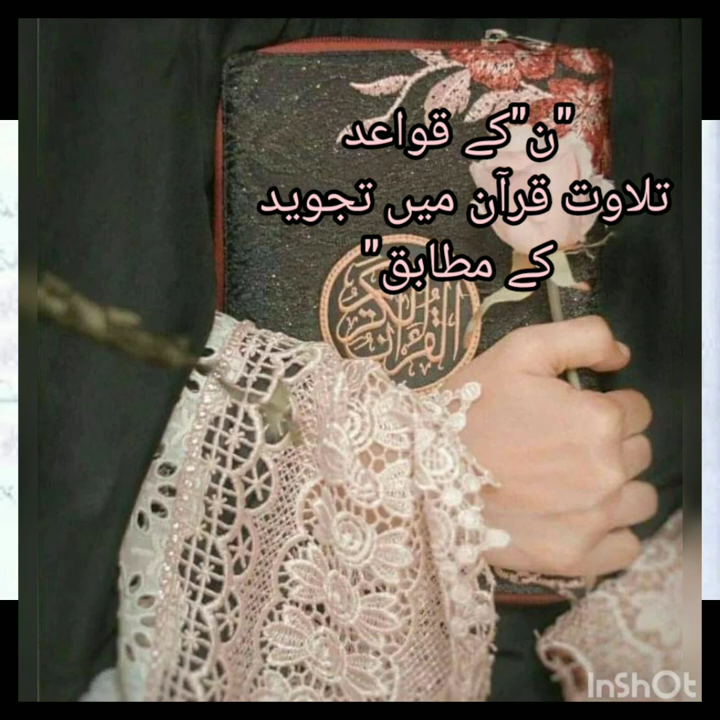 "ن"کے قواعد
تلاوت قرآن میں تجوید
کے مطابق"
القرآن الكريم
InShOt